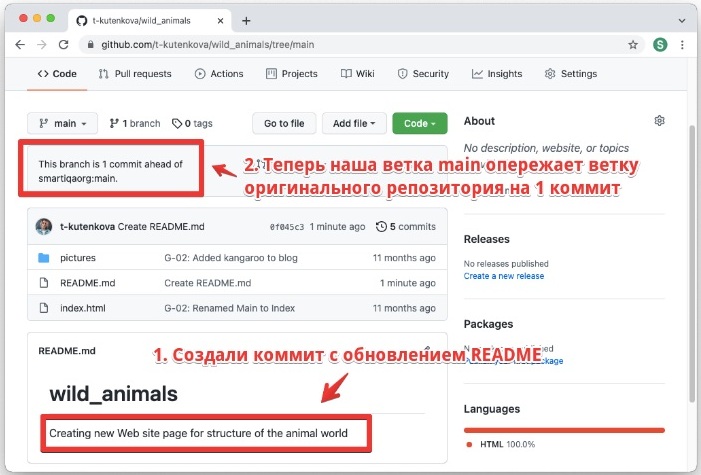 t-kutenkova/wild_animals
github.com/t-kutenkova/wild_animals/tree/main
S
Code
Pull requests
Actions
Projects
Wiki
Security
Insights
Settings
main
1 branch
0 tags
Go to file
Add file
Code
About
No description, website, or topics
This branch is 1 commit ahead of
smartiqaorg:main.
2. Теперь наша ветка main опережает ветку
оригинального репозитория на 1 коммит
t-kutenkova Create README.md
0f045c3 1 minute ago
5 commits
pictures
G-02: Added kangaroo to blog
11 months ago
README.md
Create README.md
1 minute ago
index.html
G-02: Renamed Main to Index
11 months ago
Releases
No releases published
Create a new release
Packages
README.md
1. Создали коммит с обновлением README
wild_animals
Creating new Web site page for structure of the animal world
Languages
HTML 100.0%